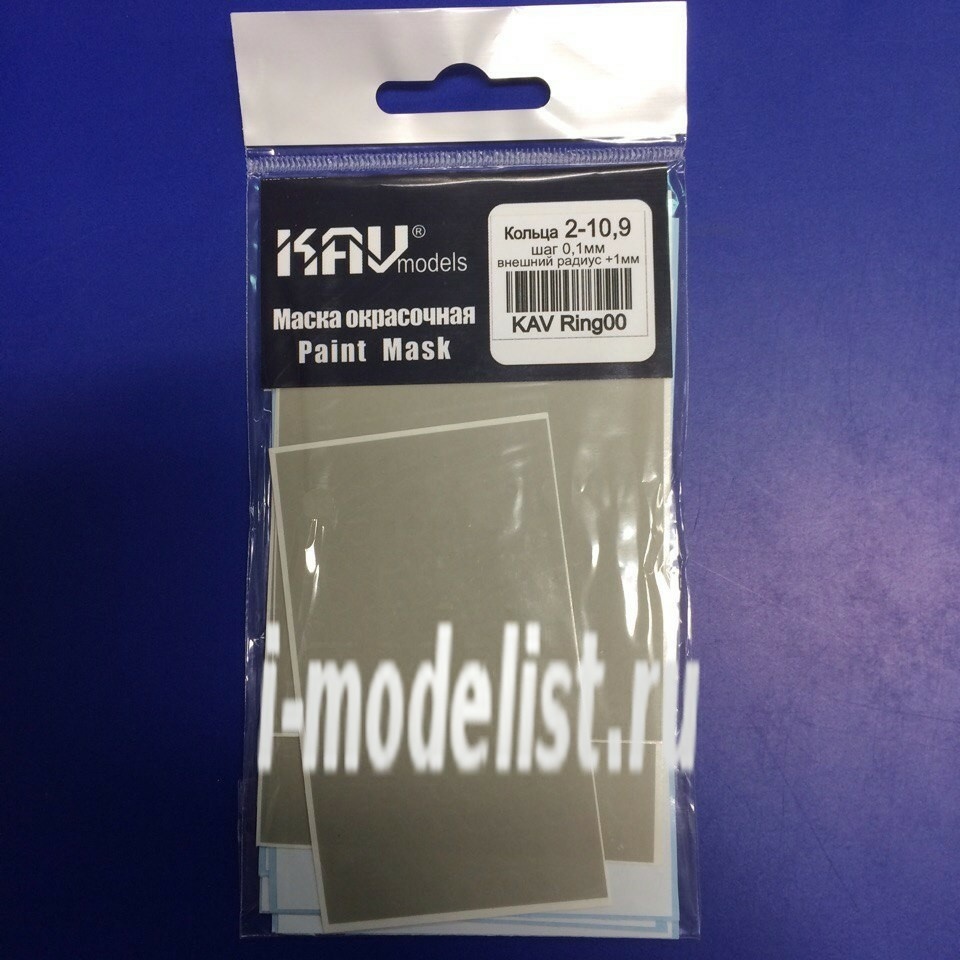 KAV®
models
Маска окрасочная
Paint Mask
Кольца 2-10,9
шаг 0,1мм
внешний радиус +1мм
KAV Ring00
i-modelist.ru